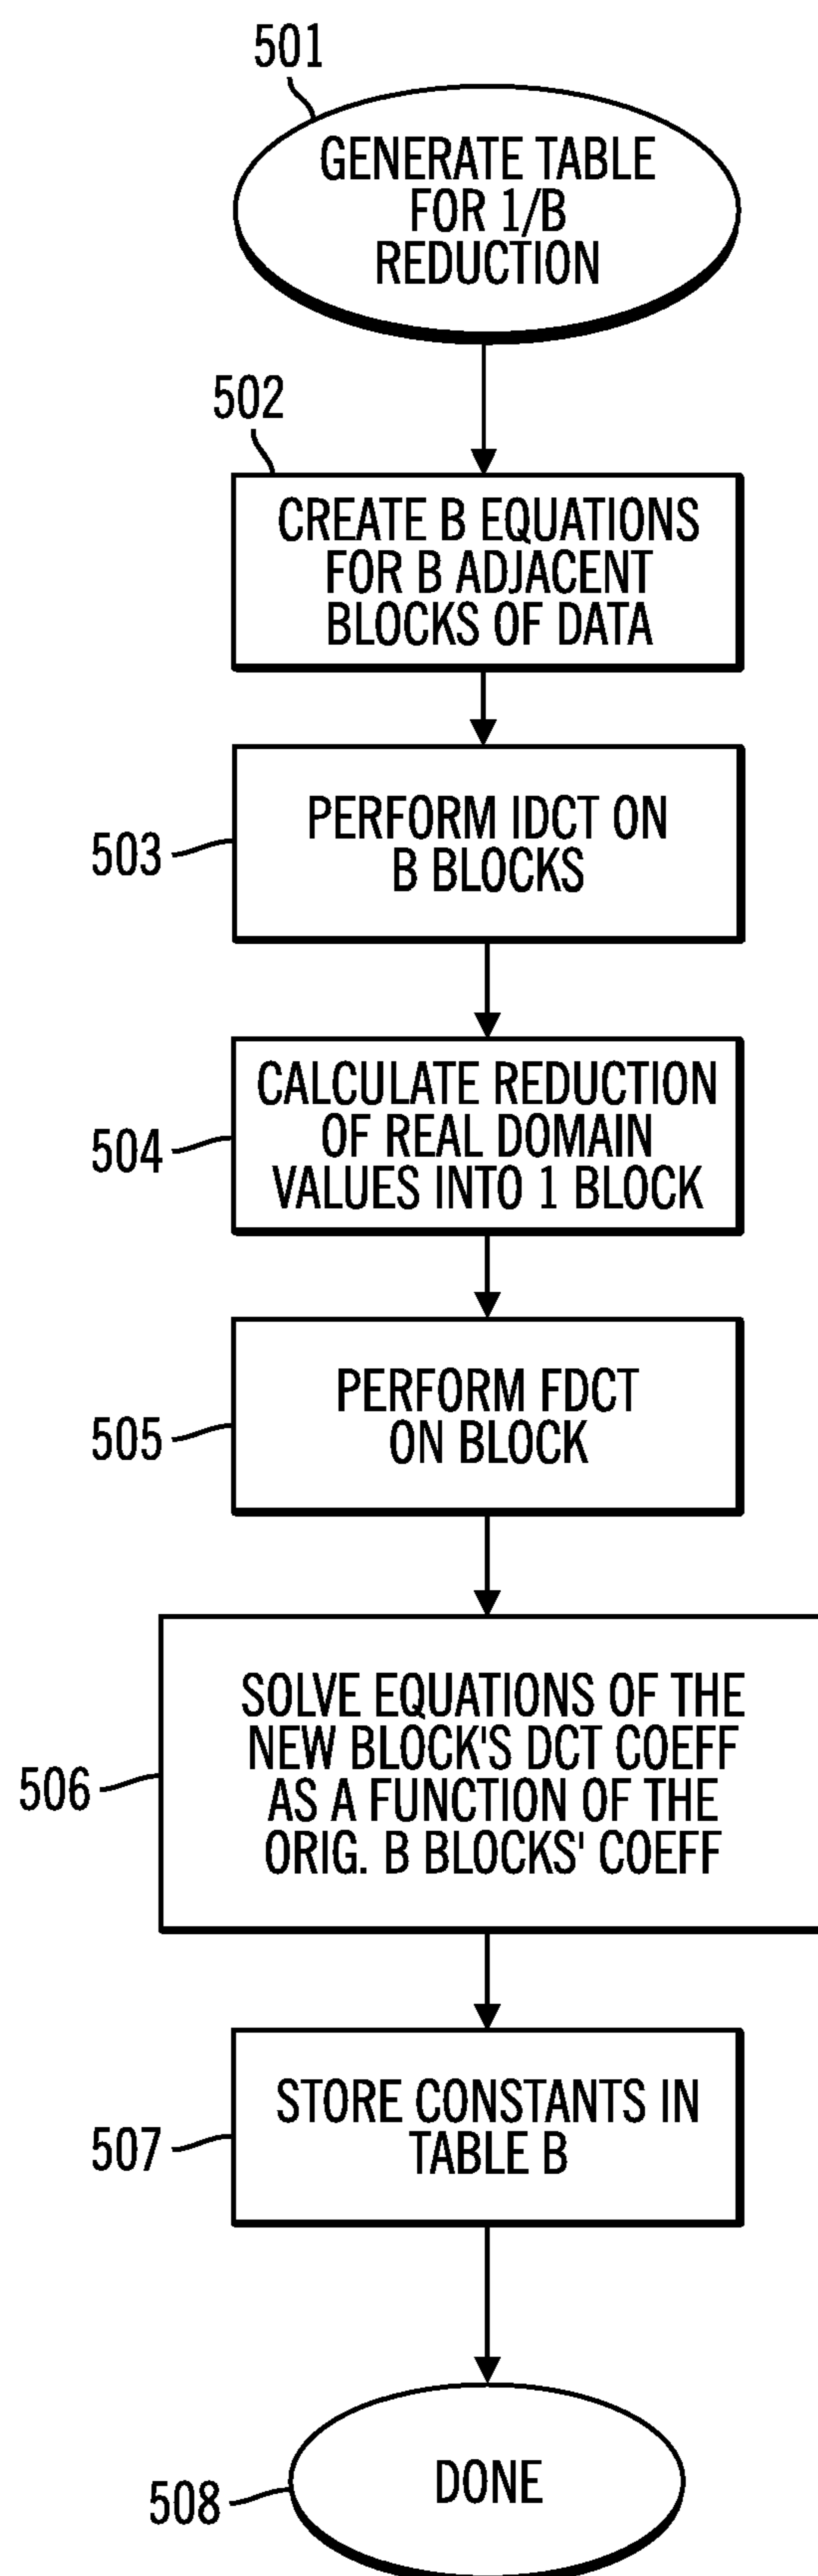 501
GENERATE TABLE
FOR 1/B
REDUCTION
502
CREATE B EQUATIONS
FOR B ADJACENT
BLOCKS OF DATA
503
PERFORM IDCT ON
B BLOCKS
504
CALCULATE REDUCTION
OF REAL DOMAIN
VALUES INTO 1 BLOCK
505
PERFORM FDCT
ON BLOCK
506
SOLVE EQUATIONS OF THE
NEW BLOCK'S DCT COEFF
AS A FUNCTION OF THE
ORIG. B BLOCKS' COEFF
507
STORE CONSTANTS IN
TABLE B
508
DONE